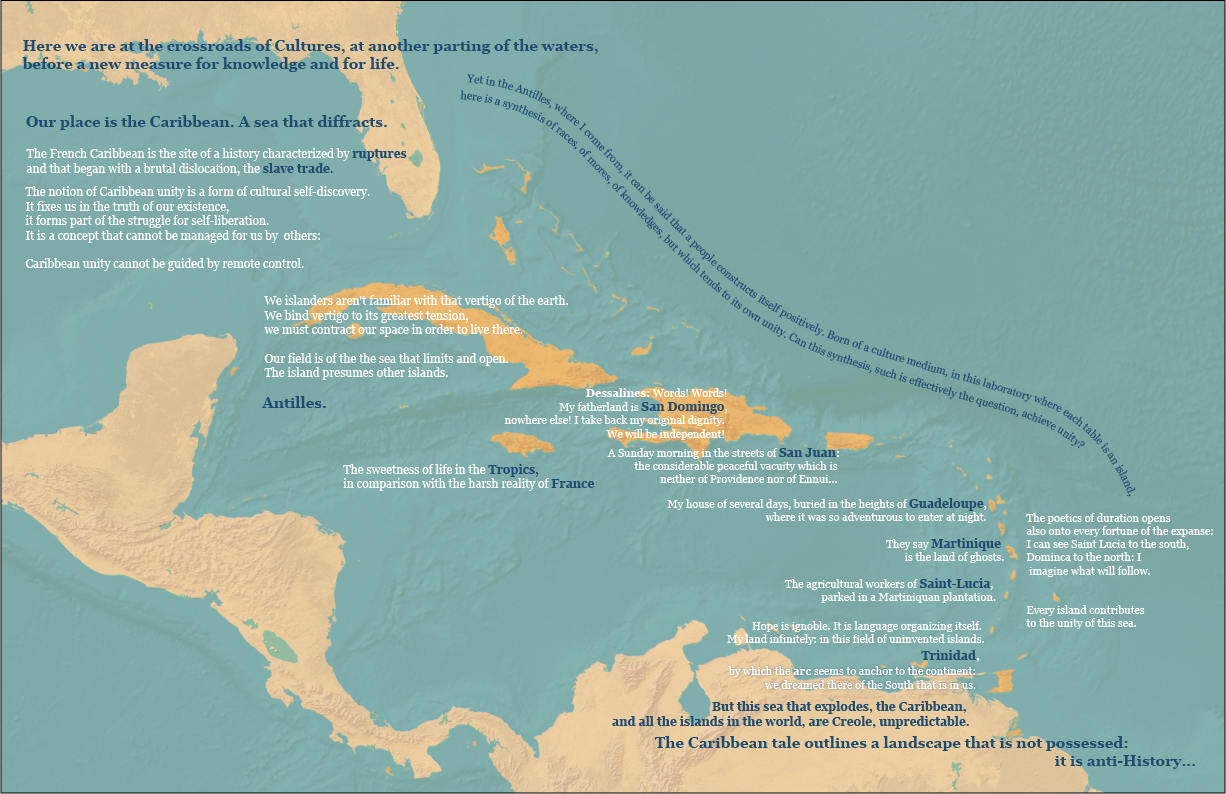 Here we are at the crossroads of Cultures, at another parting of the waters,
before a new measure for knowledge and for life.
Our place is the Caribbean. A sea that diffracts.
The French Caribbean is the site of a history characterized by ruptures
and that began with a brutal dislocation, the slave trade.
The notion of Caribbean unity is a form of cultural self-discovery.
It fixes us in the truth of our existence,
it forms part of the struggle for self-liberation.
It is a concept that cannot be managed for us by others:
Caribbean unity cannot be guided by remote control.
Yet in the Antilles, where I come from, it can be said that a people constructs itself positively. Born of a culture medium, in this laboratory where each table is an island,
here is a synthesis of races, of mores, of knowledges, but which tends to its own unity. Can this synthesis, such is effectively the question, achieve unity?
We islanders aren't familiar with that vertigo of the earth.
We bind vertigo to its greatest tension,
we must contract our space in order to live there.
Our field is of the the sea that limits and open.
The island presumes other islands.
Antilles.
Dessalines: Words! Words!
My fatherland is San Domingo,
nowhere else! I take back my original dignity.
We will be independent!
A Sunday morning in the streets of San Juan:
the considerable peaceful vacuity which is
neither of Providence nor of Ennui...
The sweetness of life in the Tropics,
in comparison with the harsh reality of France
My house of several days, buried in the heights of Guadeloupe,
where it was so adventurous to enter at night.
They say Martinique
is the land of ghosts.
The poetics of duration opens
also onto every fortune of the expanse:
I can see Saint Lucia to the south,
Dominca to the north: I
imagine what will follow.
The agricultural workers of Saint-Lucia,
parked in a Martiniquan plantation.
Every island contributes
to the unity of this sea.
Hope is ignoble. It is language organizing itself.
My land infinitely: in this field of uninvented islands.
Trinidad,
by which the arc seems to anchor to the continent:
we dreamed there of the South that is in us.
But this sea that explodes, the Caribbean,
and all the islands in the world, are Creole, unpredictable.
The Caribbean tale outlines a landscape that is not possessed:
it is anti-History...